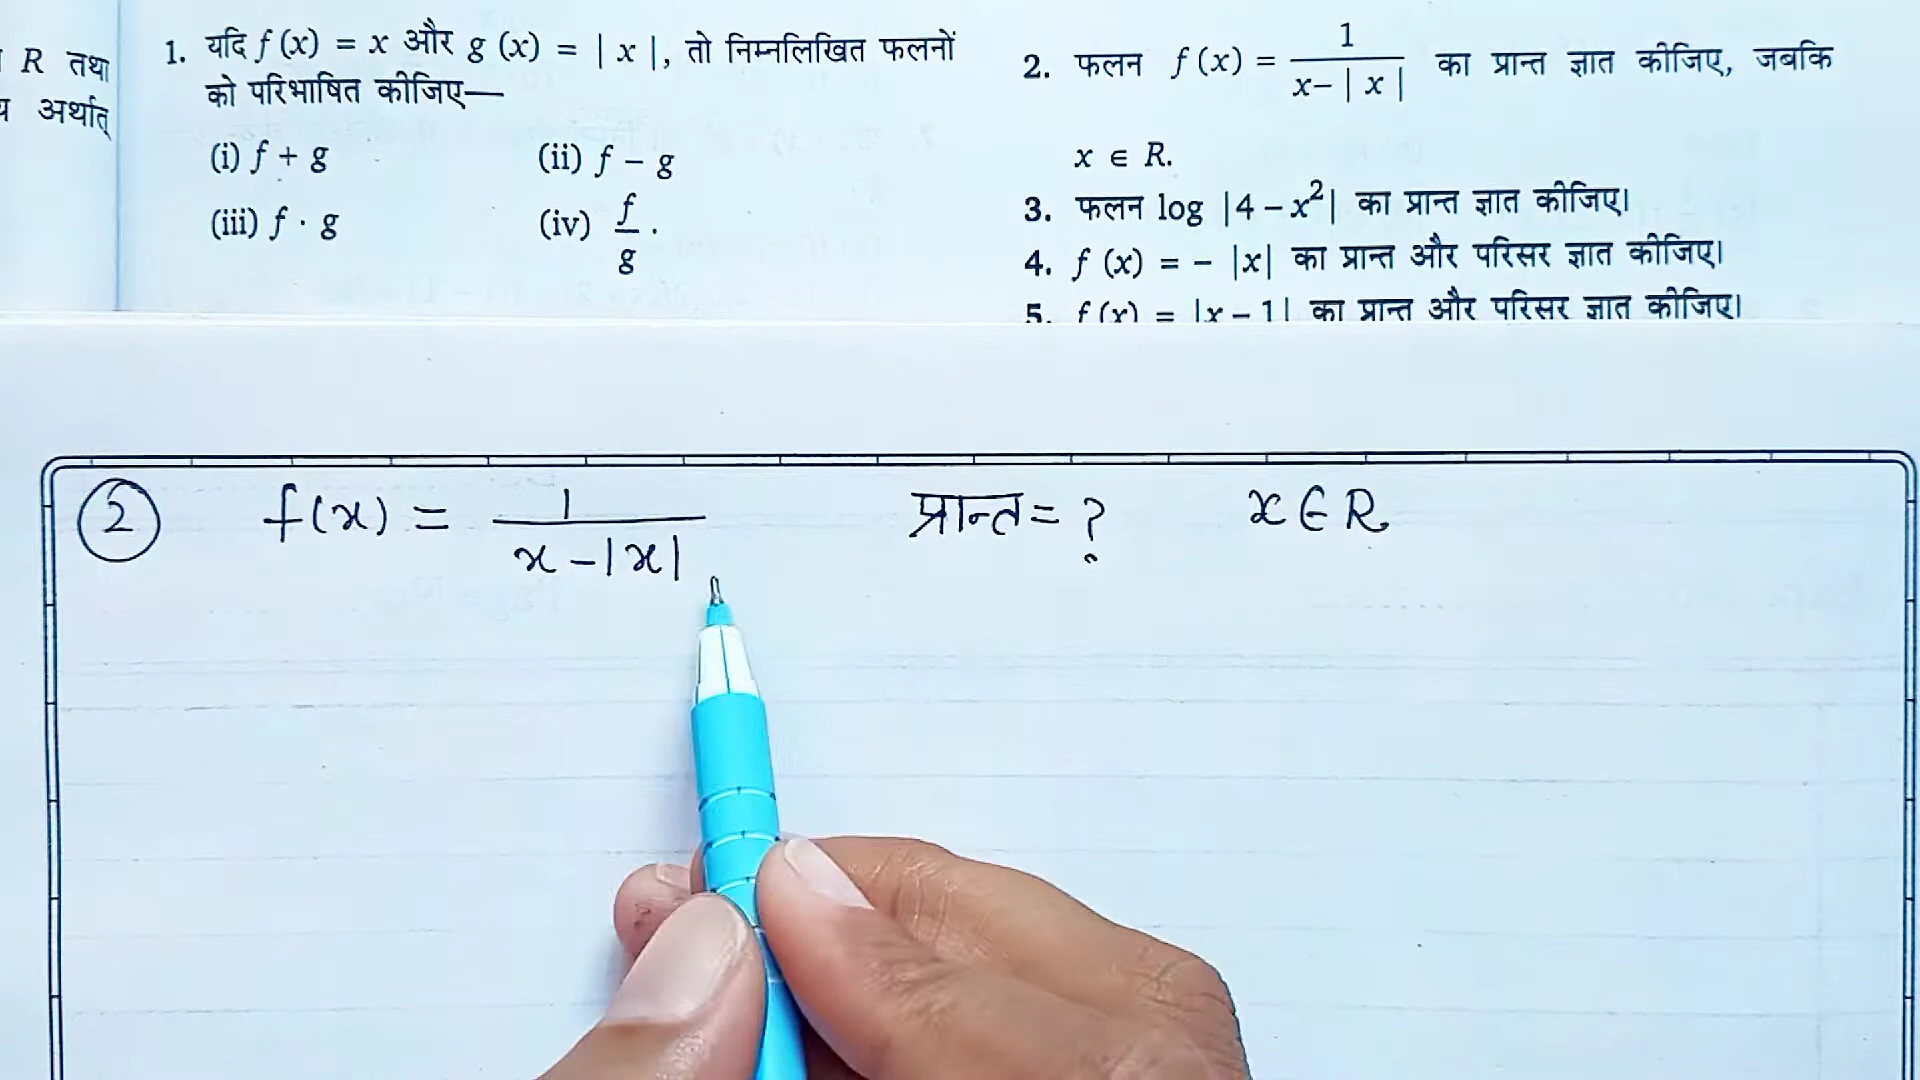 R तथा
अर्थात्
1. यदि f (x) = x और g (x) = | x |, तो निम्नलिखित फलनों
को परिभाषित कीजिए—
(i) f + g (ii) f – g
(iii) f · g (iv) f/g .
2. फलन f (x) = 1/(x– | x |) का प्रान्त ज्ञात कीजिए, जबकि
x ∈ R.
3. फलन log |4 – x²| का प्रान्त ज्ञात कीजिए।
4. f (x) = – |x| का प्रान्त और परिसर ज्ञात कीजिए।
5. f (x) = |x – 1| का प्रान्त और परिसर ज्ञात कीजिए।
2 f(x) = 1/(x – |x|) प्रान्त = ? x ∈ R